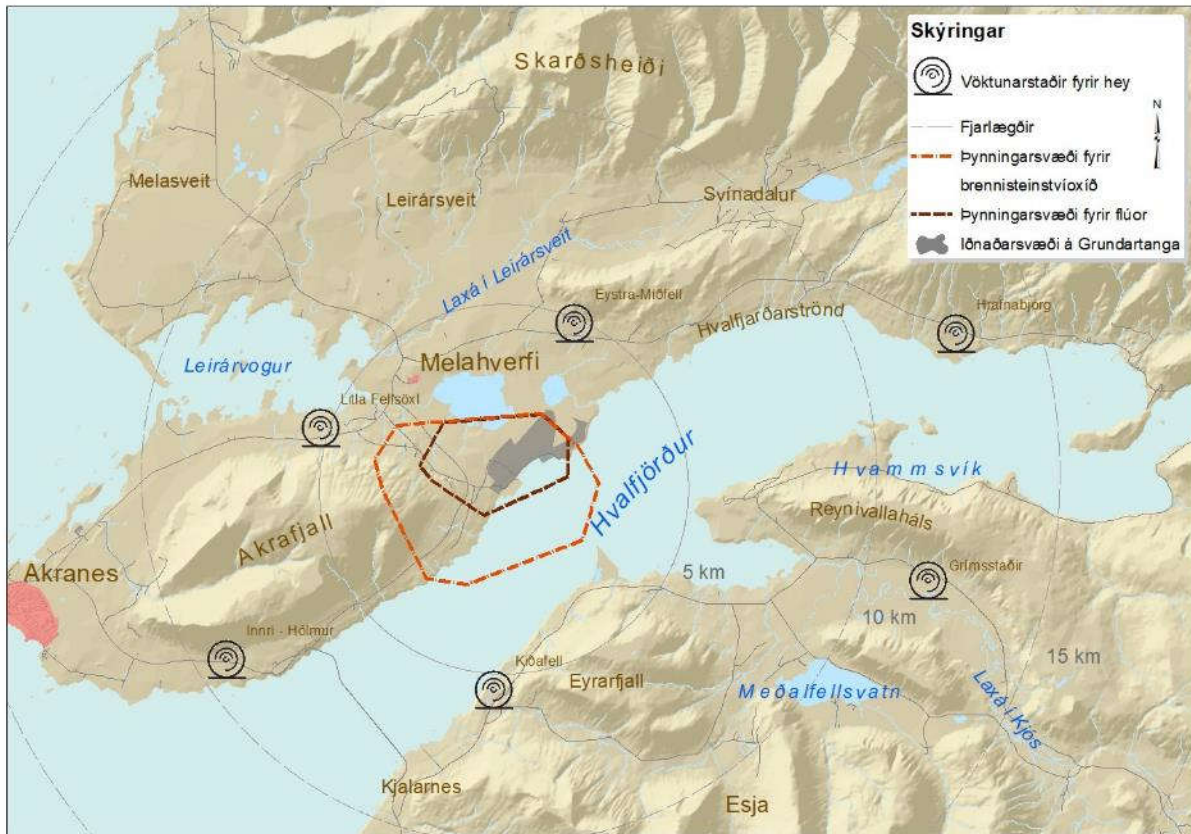 Skýringar
Vöktunarstaðir fyrir hey
N
Fjarlægðir
Þynningarsvæði fyrir
brennisteinstvíoxíð
Þynningarsvæði fyrir flúor
Iðnaðarsvæði á Grundartanga
Skarðsheiði
Melasveit
Leirársveit
Svínadalur
Laxá í Leirársveit
Eystra-Miðfell
Hvalfjarðarströnd
Hrafnabjörg
Leirárvogur
Melahverfi
Litla Fellsöxl
Hvalfjörður
Hvammsvík
Reynivallaháls
Akrafjall
Akranes
Grímsstaðir
5 km
10 km
15 km
Innri - Hólmur
Kiðafell
Eyrarfjall
Meðalfellsvatn
Laxá í Kjós
Kjalarnes
Esja